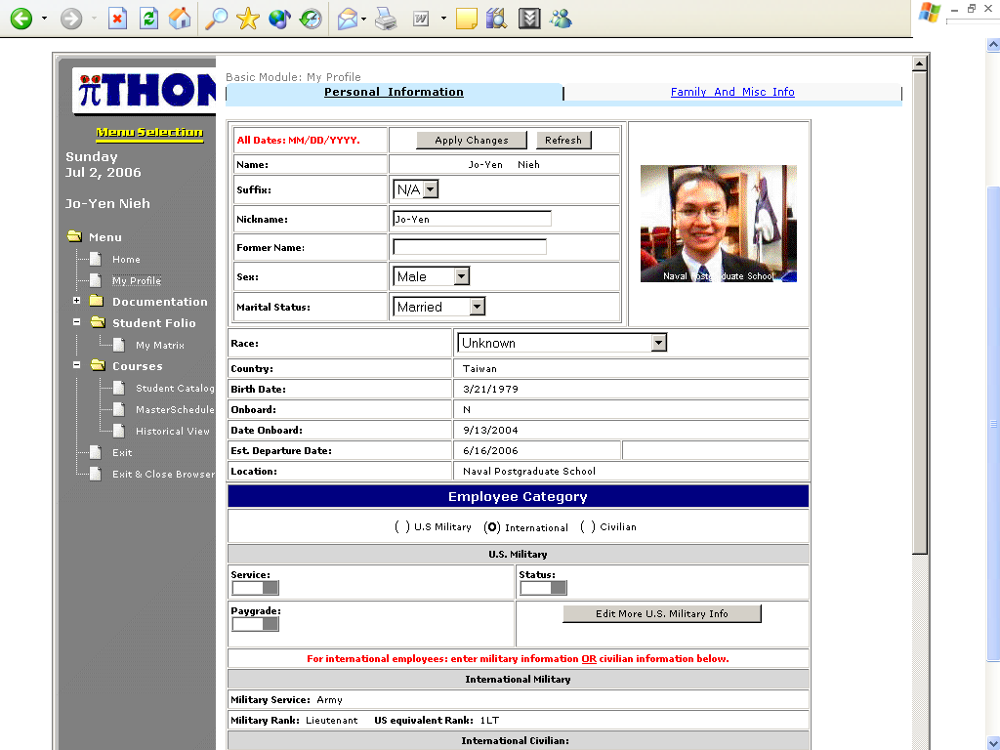 πTHON
Menu Selection
Sunday
Jul 2, 2006
Jo-Yen Nieh
Menu
Home
My Profile
Documentation
Student Folio
My Matrix
Courses
Student Catalog
MasterSchedule
Historical View
Exit
Exit & Close Browser
Basic Module: My Profile
Personal Information
Family And Misc Info
All Dates: MM/DD/YYYY. Apply Changes Refresh
Name: Jo-Yen Nieh
Suffix: N/A
Nickname: Jo-Yen
Former Name:
Sex: Male
Marital Status: Married
Naval Postgraduate School
Race: Unknown
Country: Taiwan
Birth Date: 3/21/1979
Onboard: N
Date Onboard: 9/13/2004
Est. Departure Date: 6/16/2006
Location: Naval Postgraduate School
Employee Category
( ) U.S Military (O) International ( ) Civilian
U.S. Military
Service: Status:
Paygrade: Edit More U.S. Military Info
For international employees: enter military information OR civilian information below.
International Military
Military Service: Army
Military Rank: Lieutenant US equivalent Rank: 1LT
International Civilian: